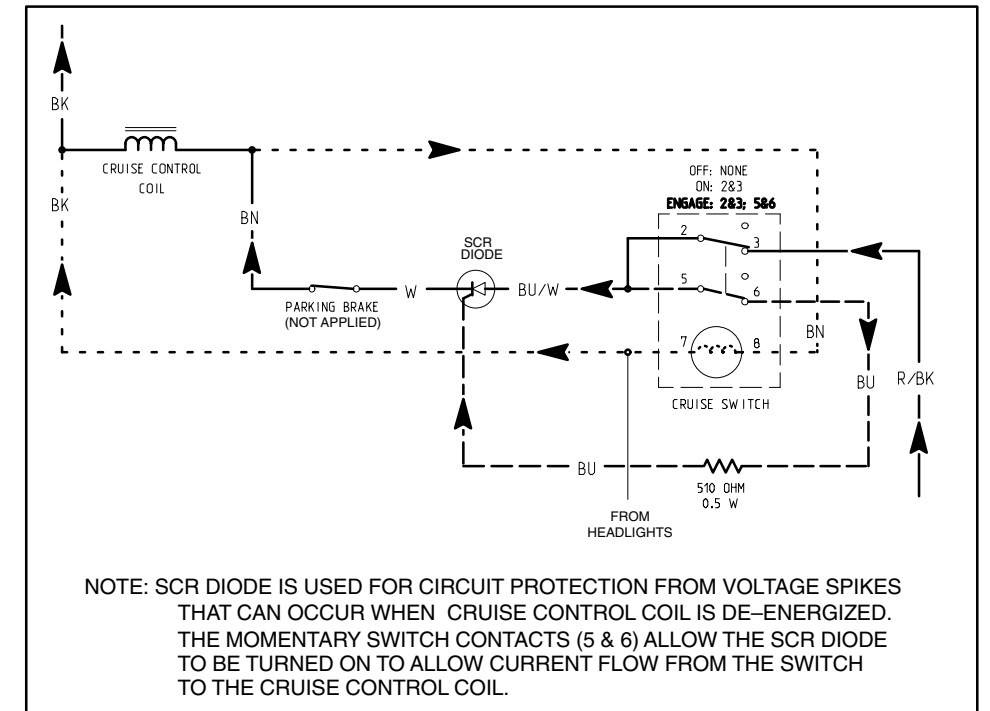 BK
CRUISE CONTROL
COIL
OFF: NONE
ON: 2&3
ENGAGE: 2&3; 5&6
BK
BN
SCR
DIODE
2
3
PARKING BRAKE
(NOT APPLIED)
W
BU/W
5
6
BN
7
8
BU
R/BK
CRUISE SWITCH
BU
510 OHM
0.5 W
FROM
HEADLIGHTS
NOTE: SCR DIODE IS USED FOR CIRCUIT PROTECTION FROM VOLTAGE SPIKES
THAT CAN OCCUR WHEN CRUISE CONTROL COIL IS DE–ENERGIZED.
THE MOMENTARY SWITCH CONTACTS (5 & 6) ALLOW THE SCR DIODE
TO BE TURNED ON TO ALLOW CURRENT FLOW FROM THE SWITCH
TO THE CRUISE CONTROL COIL.